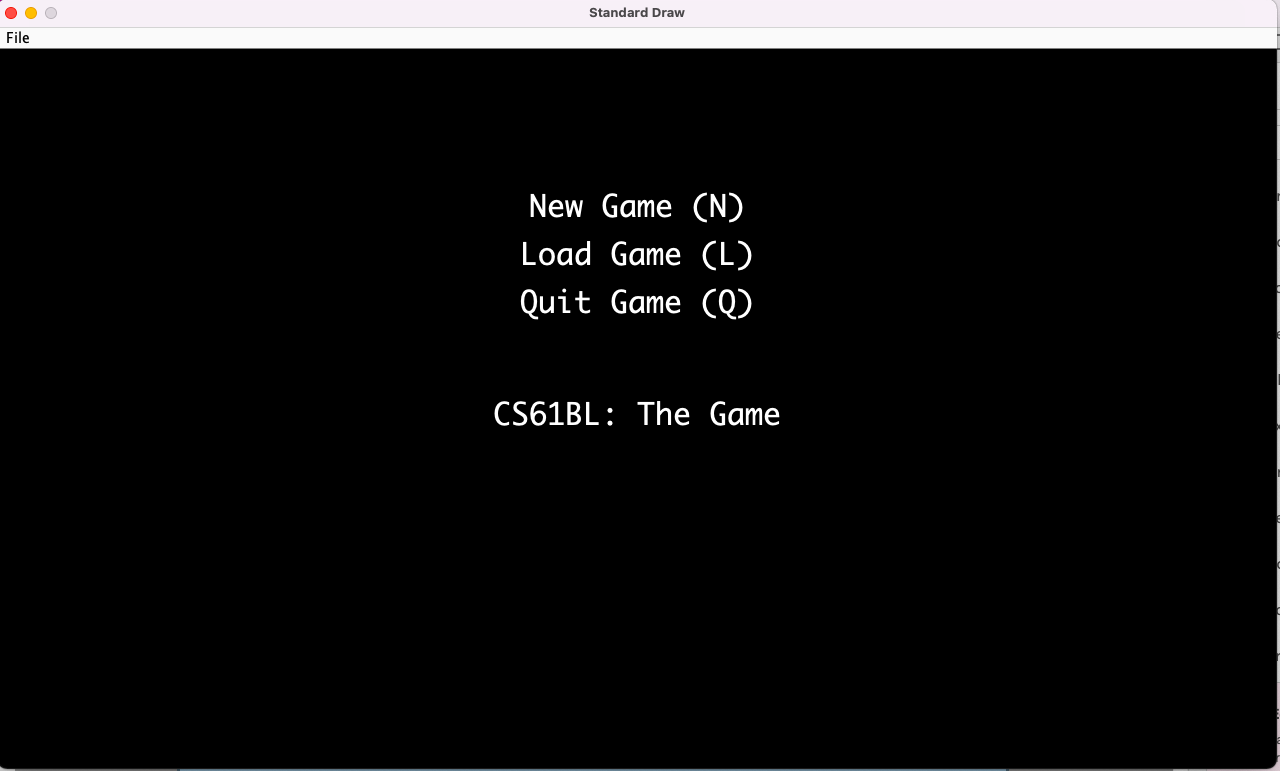 Standard Draw
File
New Game (N)
Load Game (L)
Quit Game (Q)
CS61BL: The Game